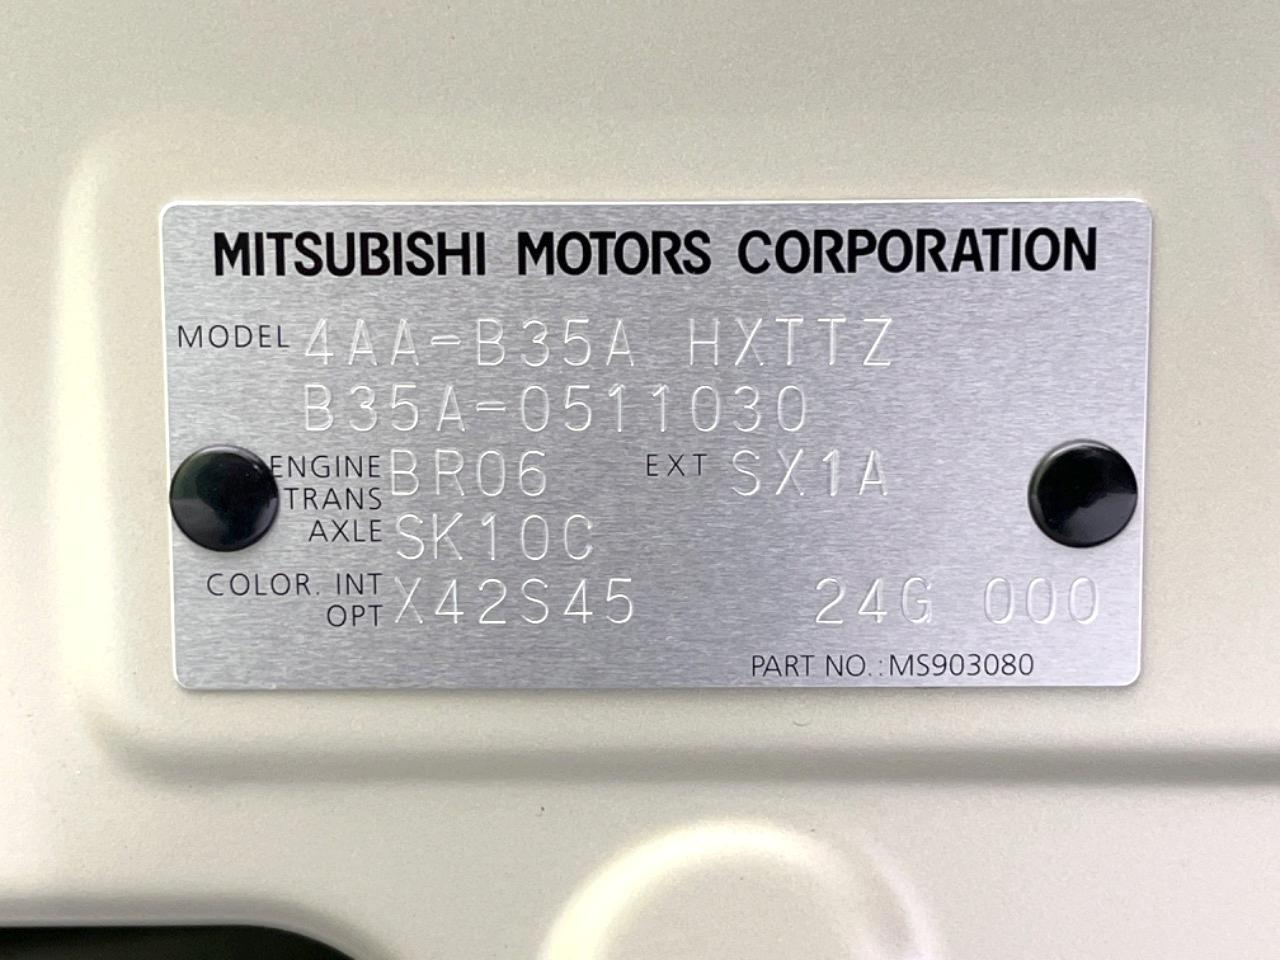 MITSUBISHI MOTORS CORPORATION
MODEL 4AA-B35A HXTTZ
B35A-0511030
ENGINE BR06 EXT SX1A
TRANS
AXLE SK10C
COLOR. INT
OPT X42S45 24G 000
PART NO.:MS903080